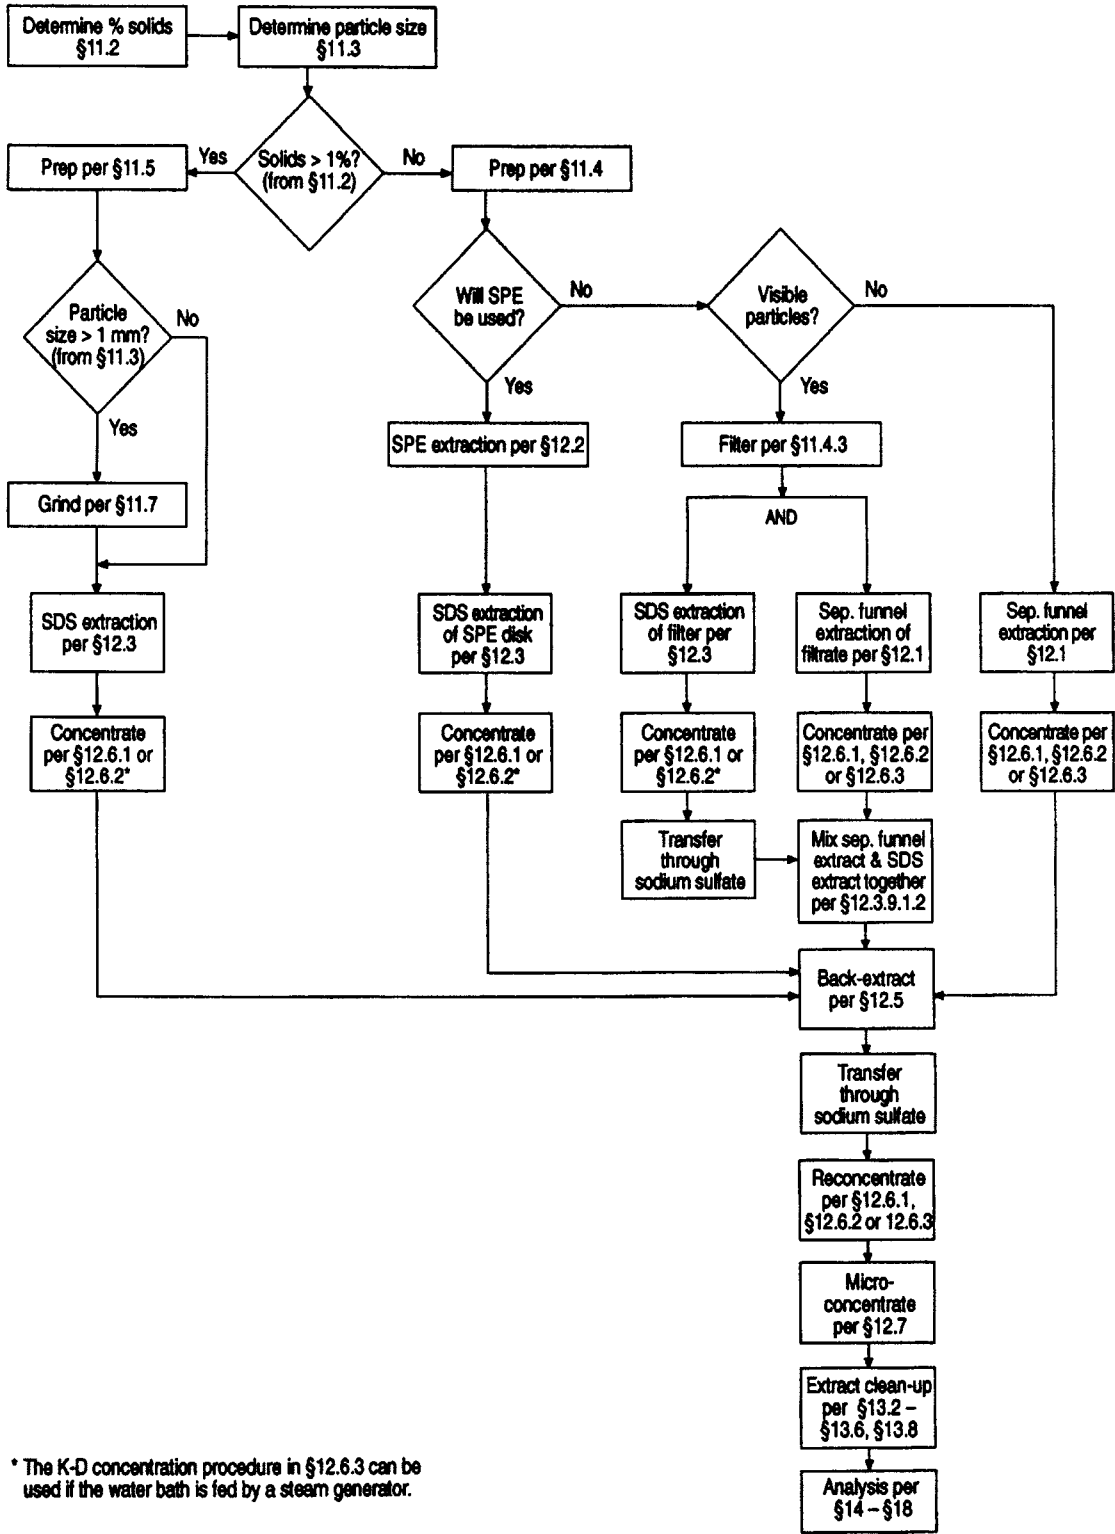 Determine % solids
§11.2
Determine particle size
§11.3
Solids > 1%?
(from §11.2)
Yes
No
Prep per §11.5
Prep per §11.4
Particle
size > 1 mm?
(from §11.3)
No
Yes
Grind per §11.7
Will SPE
be used?
No
Yes
Visible
particles?
No
Yes
SPE extraction per §12.2
Filter per §11.4.3
AND
SDS extraction
per §12.3
SDS extraction
of SPE disk
per §12.3
SDS extraction
of filter per
§12.3
Sep. funnel
extraction of
filtrate per §12.1
Sep. funnel
extraction per
§12.1
Concentrate
per §12.6.1 or
§12.6.2*
Concentrate
per §12.6.1 or
§12.6.2*
Concentrate
per §12.6.1 or
§12.6.2*
Concentrate per
§12.6.1, §12.6.2
or §12.6.3
Concentrate per
§12.6.1, §12.6.2
or §12.6.3
Transfer
through
sodium sulfate
Mix sep. funnel
extract & SDS
extract together
per §12.3.9.1.2
Back-extract
per §12.5
Transfer
through
sodium sulfate
Reconcentrate
per §12.6.1,
§12.6.2 or 12.6.3
Micro-
concentrate
per §12.7
Extract clean-up
per §13.2 –
§13.6, §13.8
Analysis per
§14 – §18
* The K-D concentration procedure in §12.6.3 can be
used if the water bath is fed by a steam generator.